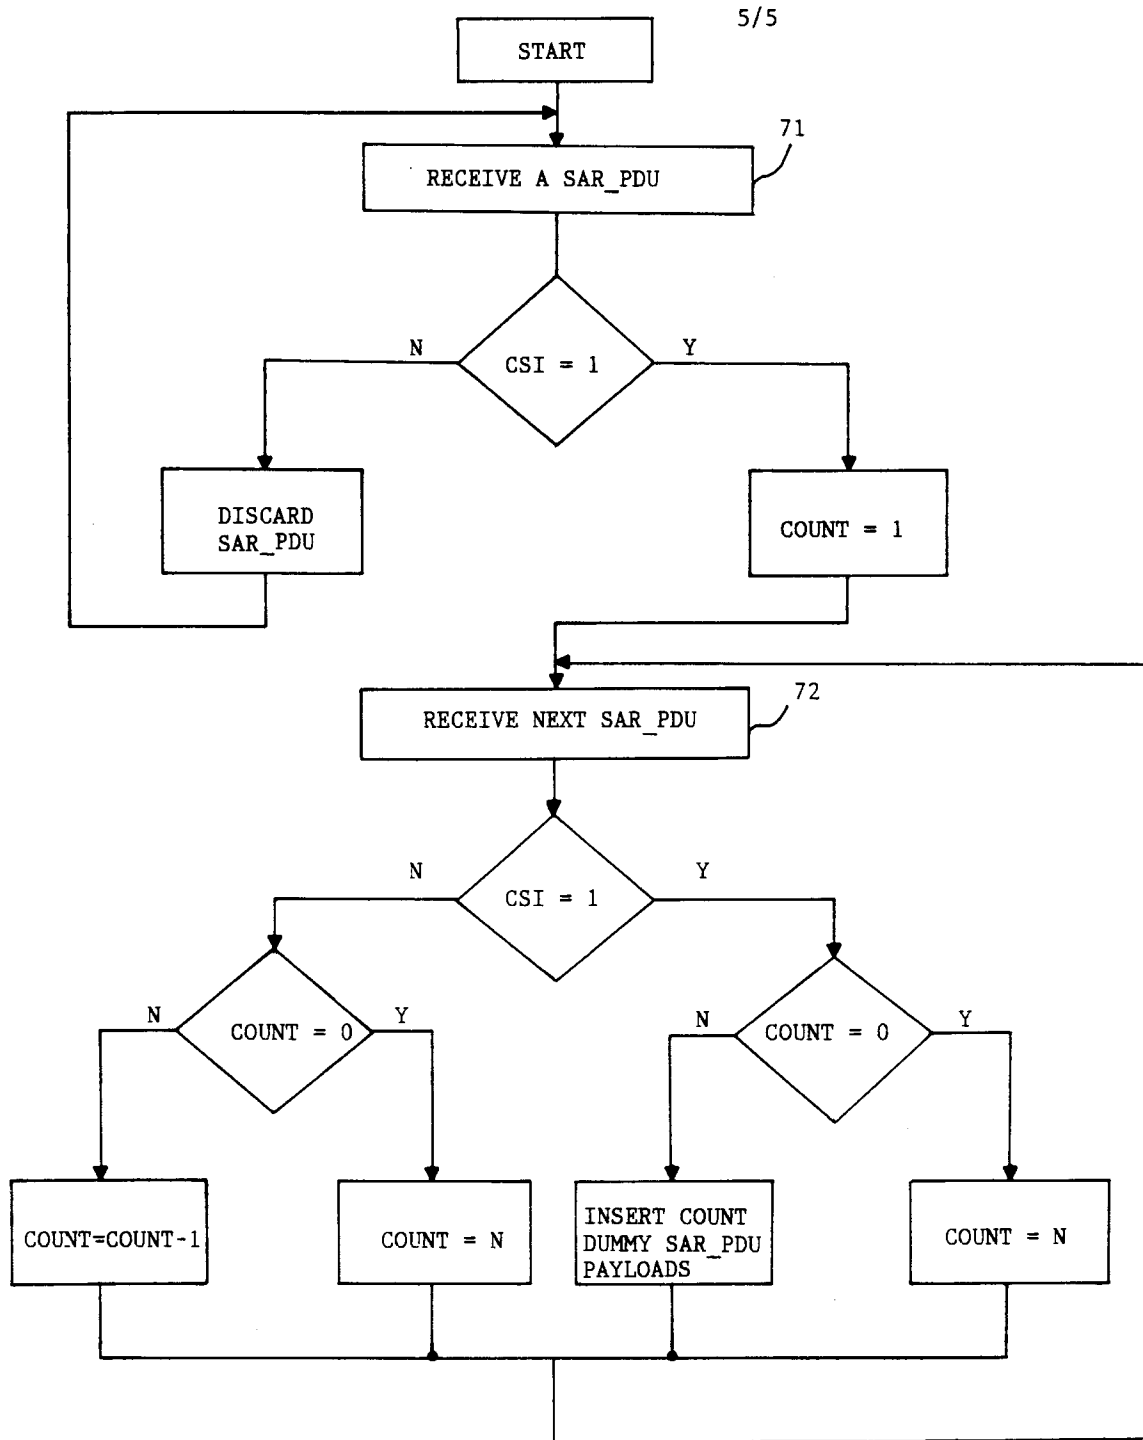 5/5
START
71
RECEIVE A SAR_PDU
N
Y
CSI = 1
DISCARD
SAR_PDU
COUNT = 1
72
RECEIVE NEXT SAR_PDU
N
Y
CSI = 1
N
COUNT = 0
Y
N
COUNT = 0
Y
COUNT=COUNT-1
COUNT = N
INSERT COUNT
DUMMY SAR_PDU
PAYLOADS
COUNT = N